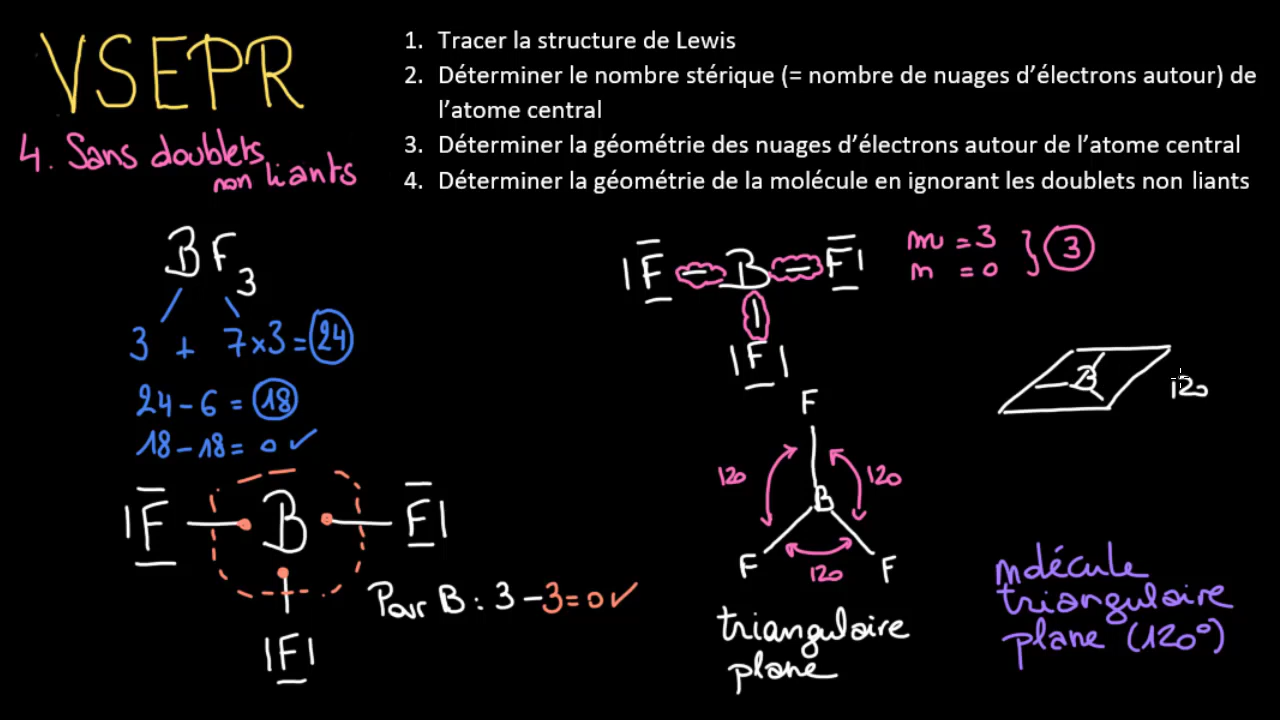 VSEPR
4. Sans doublets
non liants
1. Tracer la structure de Lewis
2. Déterminer le nombre stérique (= nombre de nuages d'électrons autour) de
l'atome central
3. Déterminer la géométrie des nuages d'électrons autour de l'atome central
4. Déterminer la géométrie de la molécule en ignorant les doublets non liants
BF3
3 + 7×3 = 24
24 - 6 = 18
18 - 18 = 0 ✓
|F — B — F|
|F|
Pour B : 3 - 3 = 0 ✓
|F — B — F|
|F|
m = 3
n = 0
} 3
F
120 120
B
F F
120
triangulaire
plane
B
120
molécule
triangulaire
plane (120°)